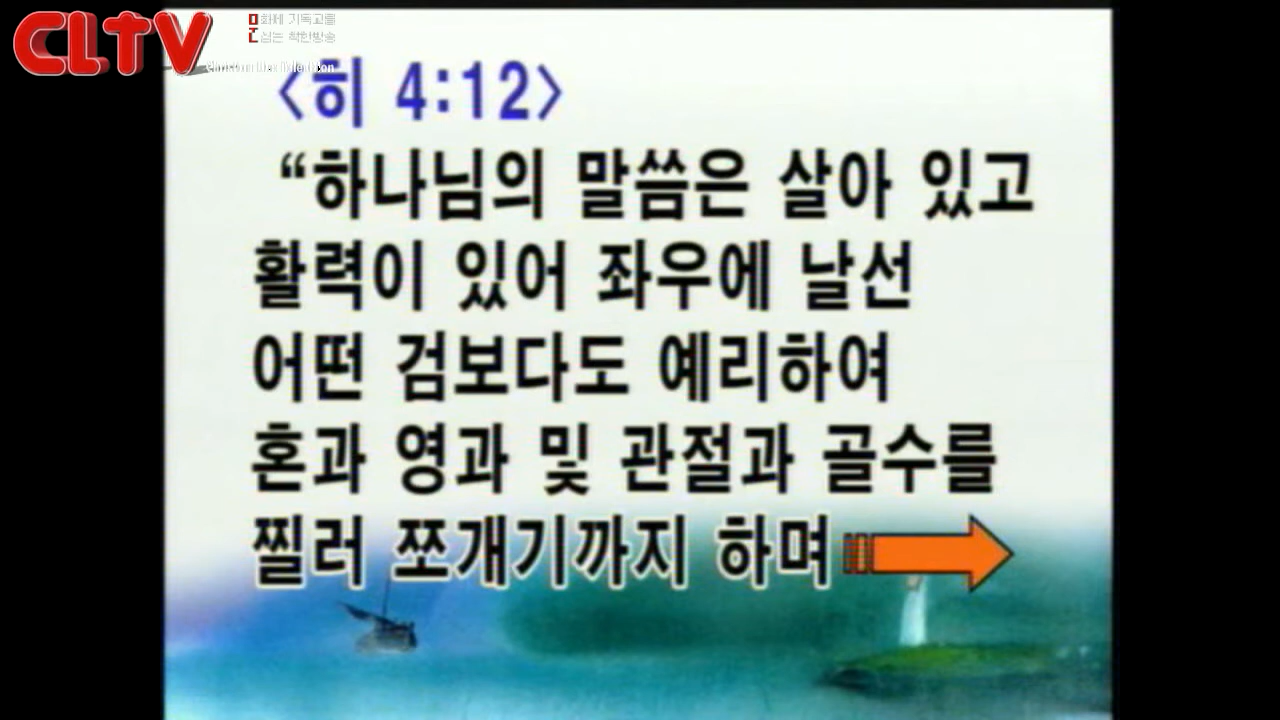 CLTV
<히 4:12>
“하나님의 말씀은 살아 있고
활력이 있어 좌우에 날선
어떤 검보다도 예리하여
혼과 영과 및 관절과 골수를
찔러 쪼개기까지 하며